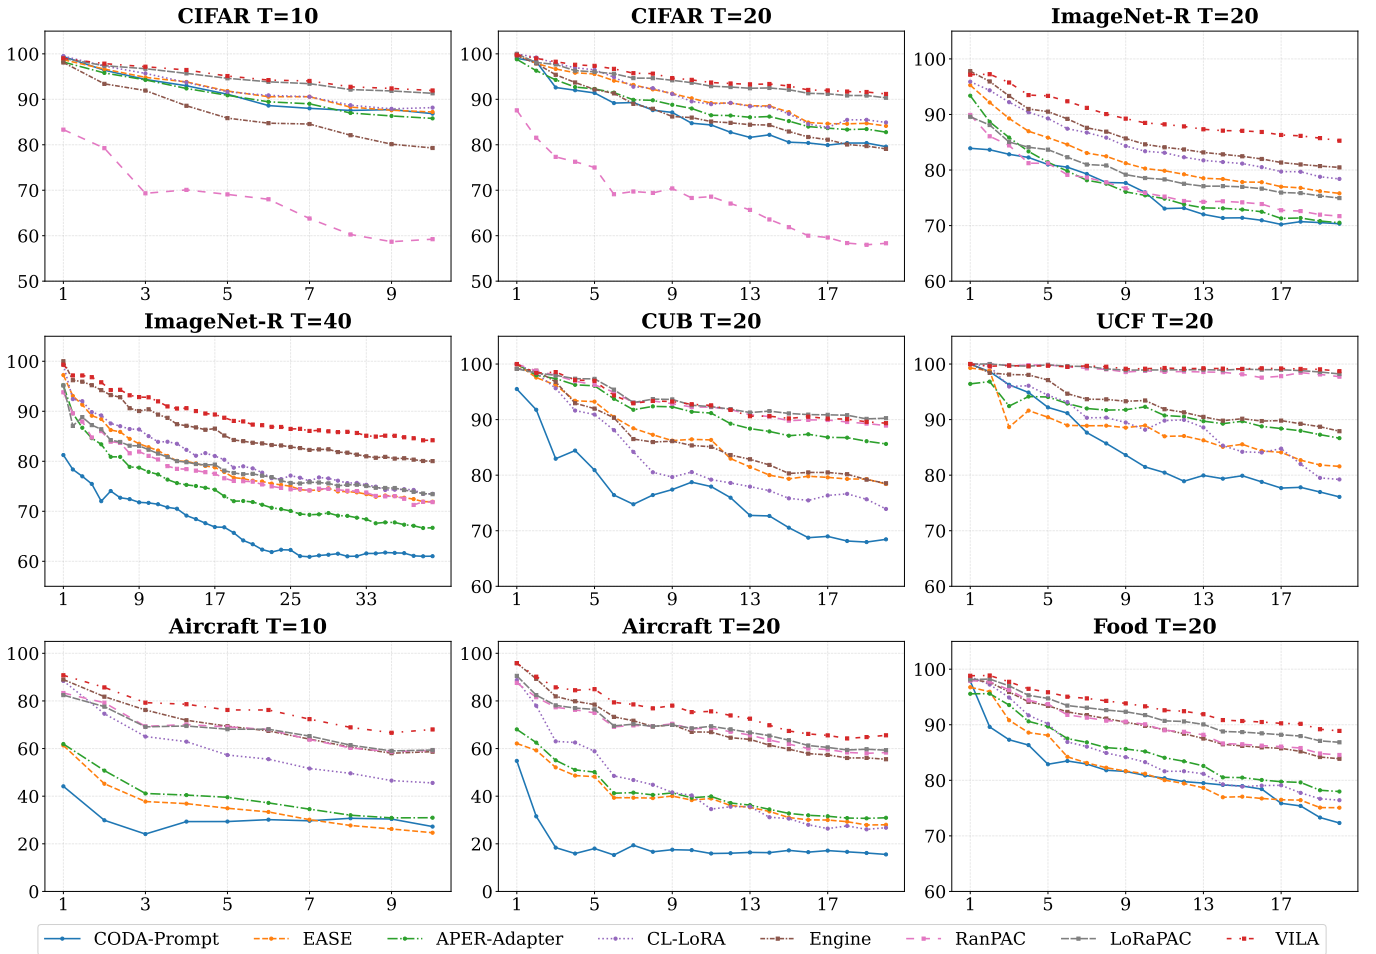 CIFAR T=10
100
90
80
70
60
50
1 3 5 7 9
CIFAR T=20
100
90
80
70
60
50
1 5 9 13 17
ImageNet-R T=20
100
90
80
70
60
1 5 9 13 17
ImageNet-R T=40
100
90
80
70
60
1 9 17 25 33
CUB T=20
100
90
80
70
60
1 5 9 13 17
UCF T=20
100
90
80
70
60
1 5 9 13 17
Aircraft T=10
100
80
60
40
20
0
1 3 5 7 9
Aircraft T=20
100
80
60
40
20
0
1 5 9 13 17
Food T=20
100
90
80
70
60
1 5 9 13 17
CODA-Prompt EASE APER-Adapter CL-LoRA Engine RanPAC LoRaPAC VILA